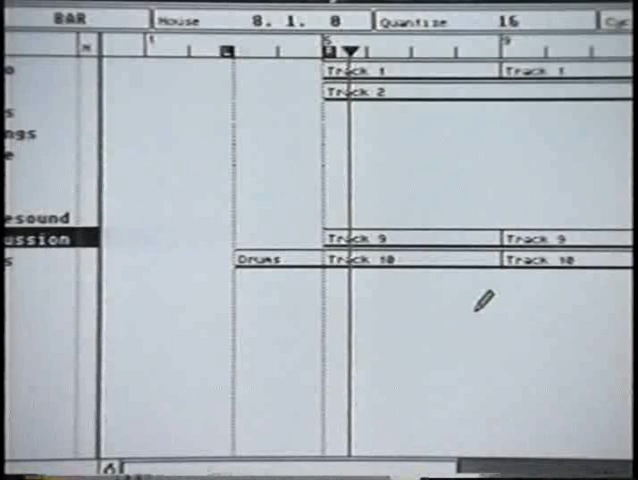 BAR Mouse 8. 1. 0 Quantize 16 Cyc
M 1 5 9
o Track 1 Track 1
Track 2
s
ngs
e
esound
ussion Track 9 Track 9
s Drums Track 10 Track 10